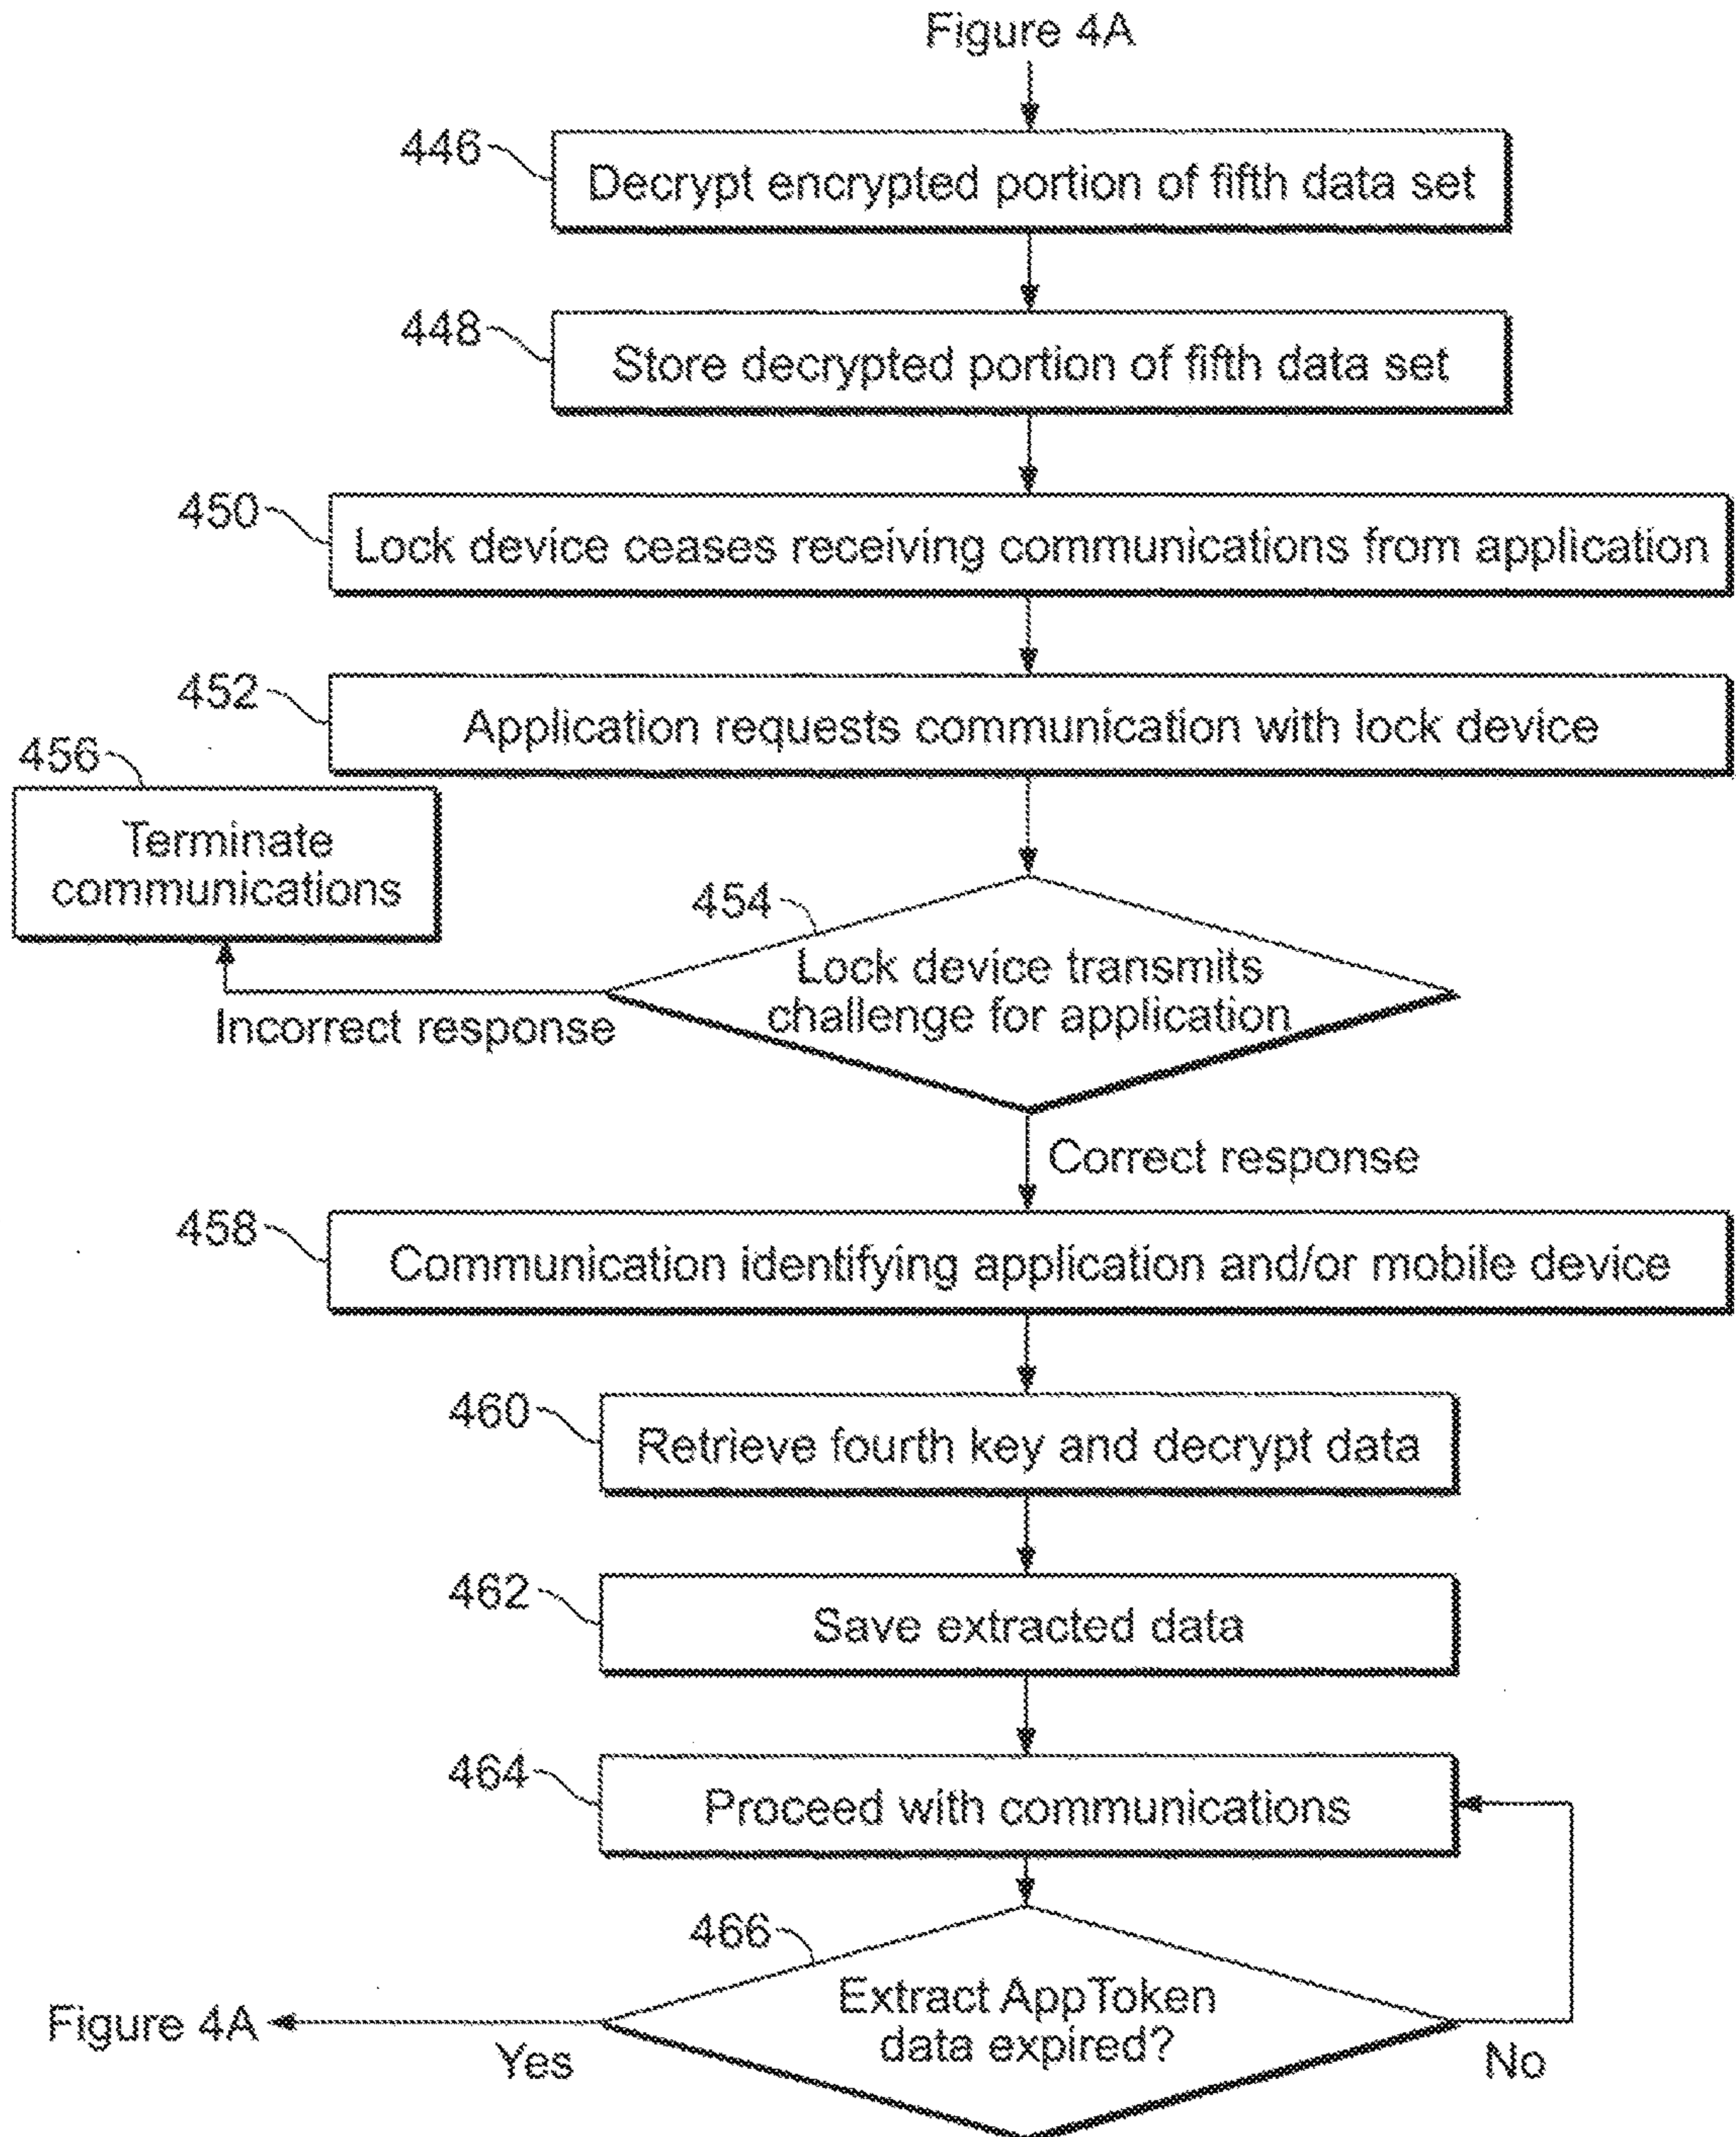 Figure 4A
446
Decrypt encrypted portion of fifth data set
448
Store decrypted portion of fifth data set
450
Lock device ceases receiving communications from application
452
Application requests communication with lock device
456
Terminate
communications
454
Lock device transmits
challenge for application
Incorrect response
Correct response
458
Communication identifying application and/or mobile device
460
Retrieve fourth key and decrypt data
462
Save extracted data
464
Proceed with communications
466
Extract AppToken
data expired?
Figure 4A
Yes
No